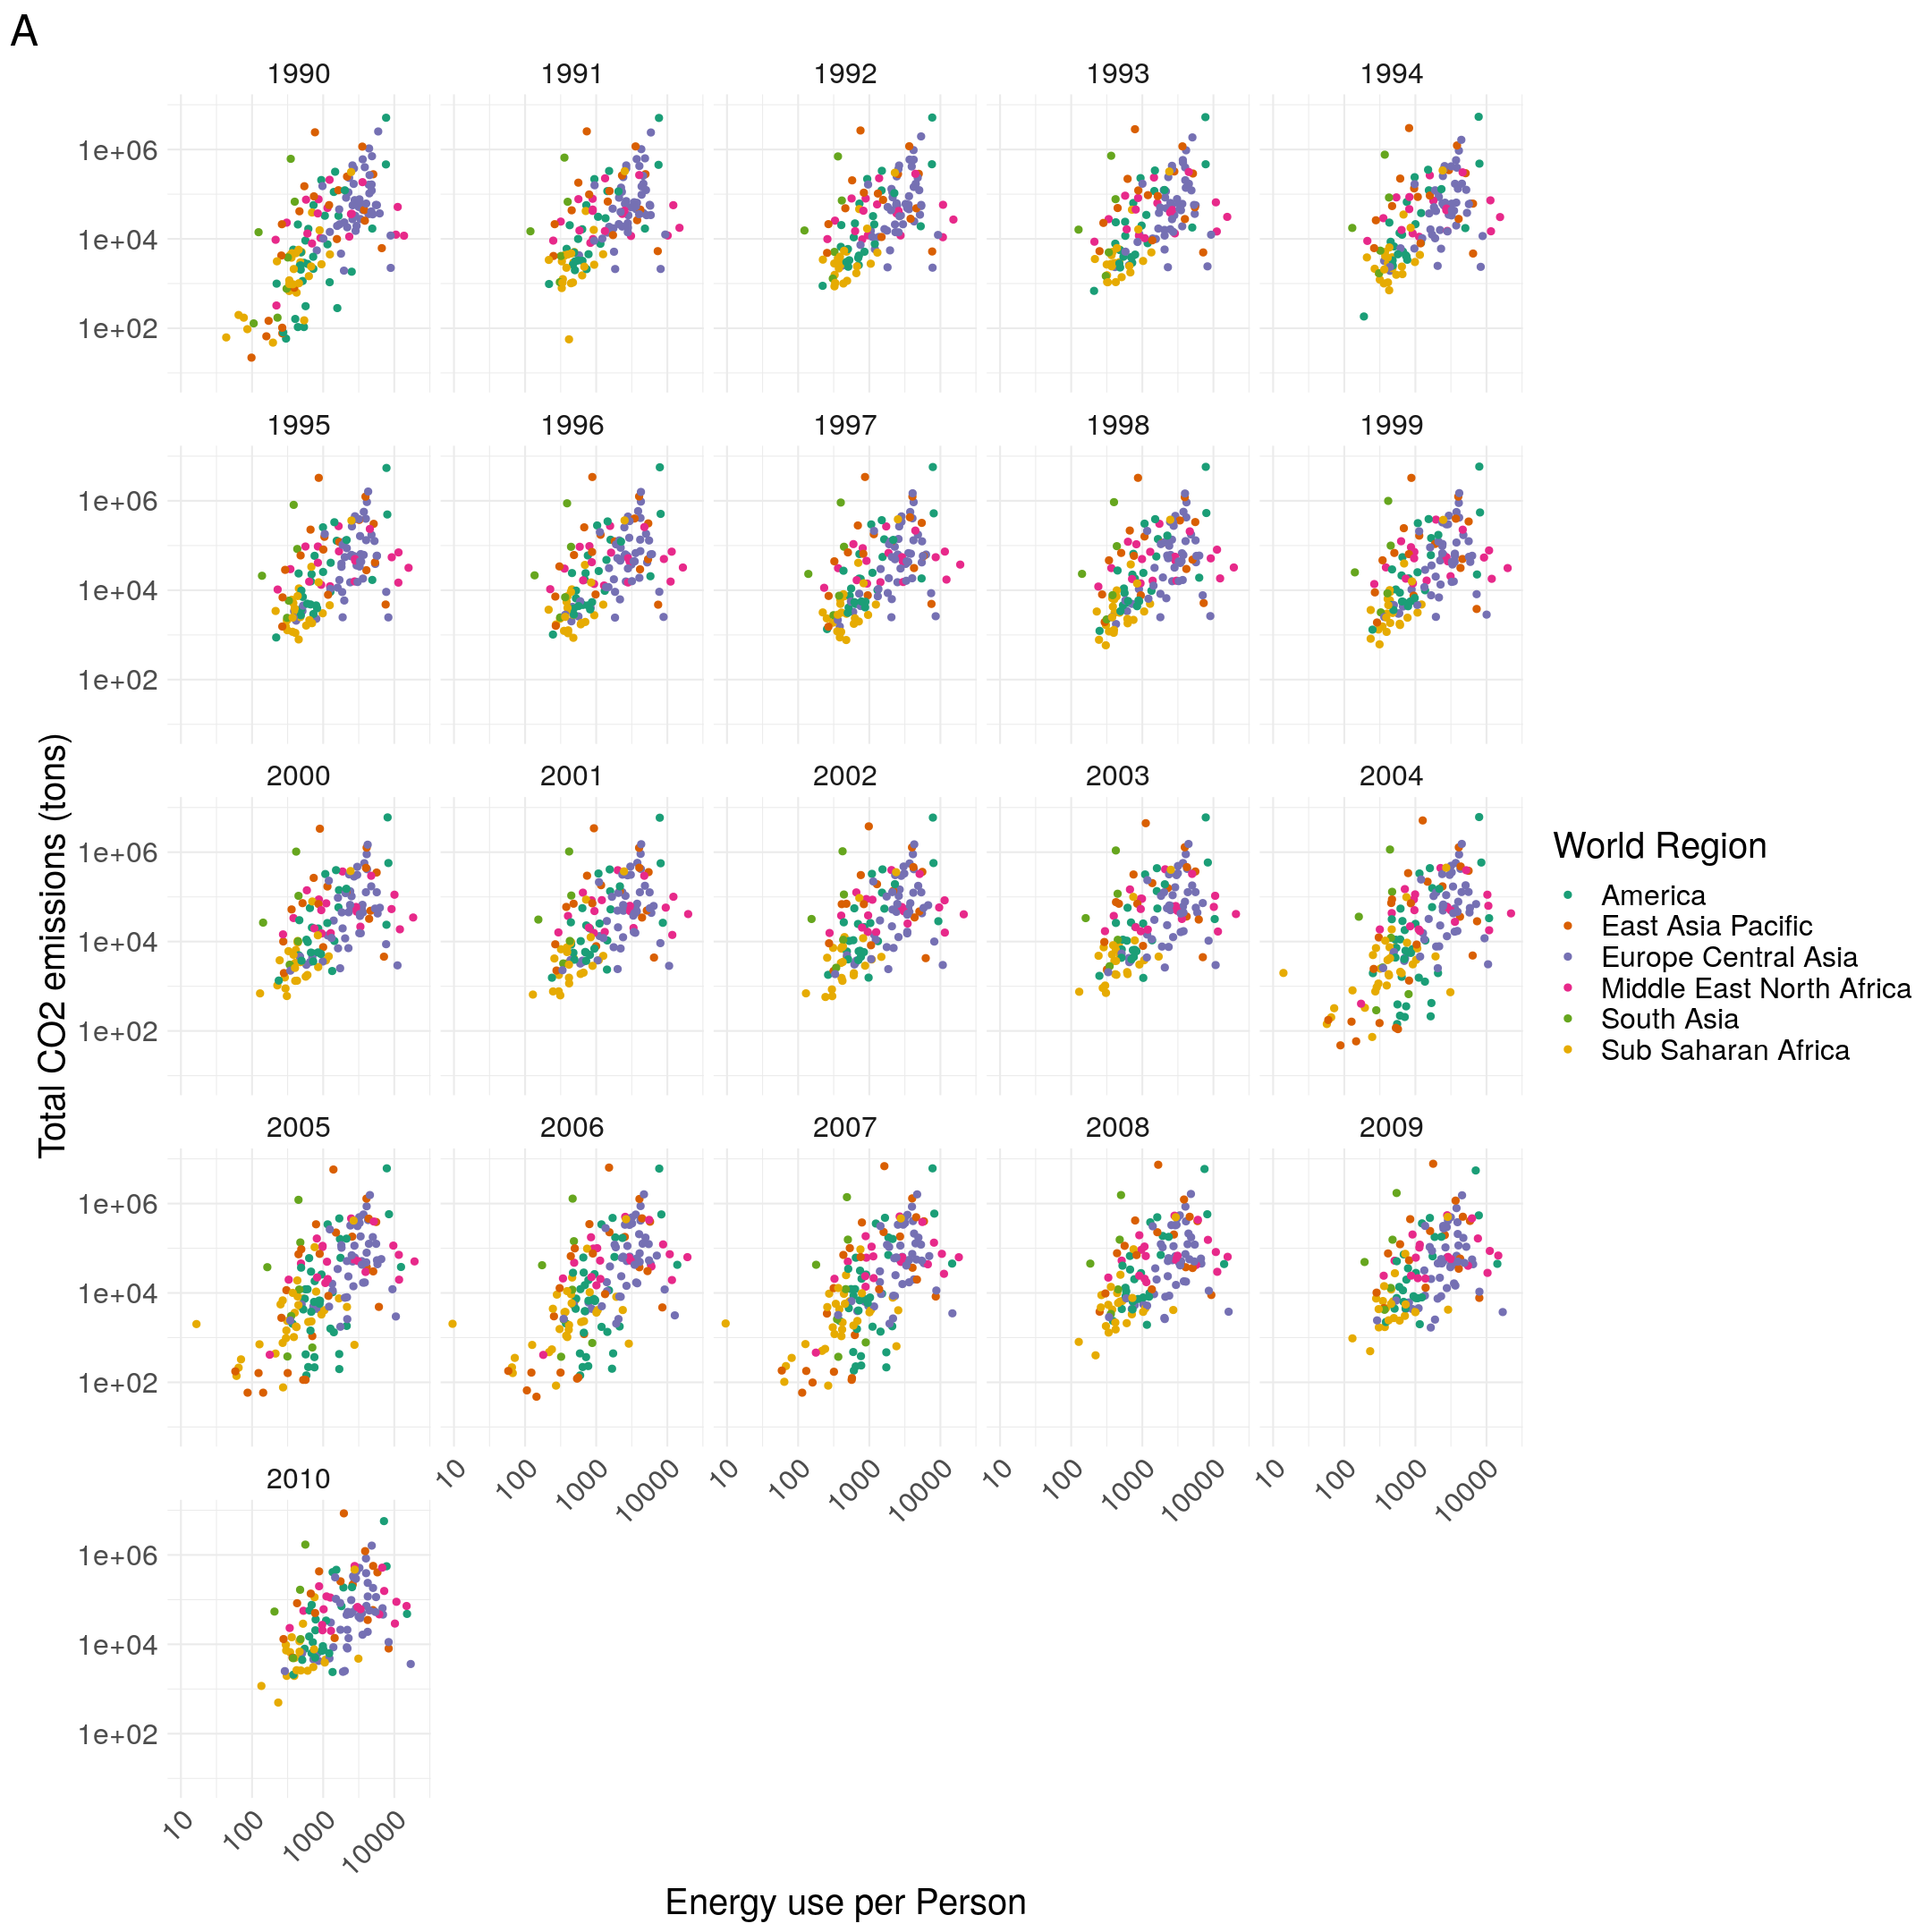 A
1990 1991 1992 1993 1994
1e+06
1e+04
1e+02
1995 1996 1997 1998 1999
1e+06
1e+04
1e+02
2000 2001 2002 2003 2004
1e+06
1e+04
1e+02
2005 2006 2007 2008 2009
1e+06
1e+04
1e+02
10 100 1000 10000 10 100 1000 10000 10 100 1000 10000 10 100 1000 10000
2010
1e+06
1e+04
1e+02
10 100 1000 10000
Energy use per Person
Total CO2 emissions (tons)
World Region
America
East Asia Pacific
Europe Central Asia
Middle East North Africa
South Asia
Sub Saharan Africa